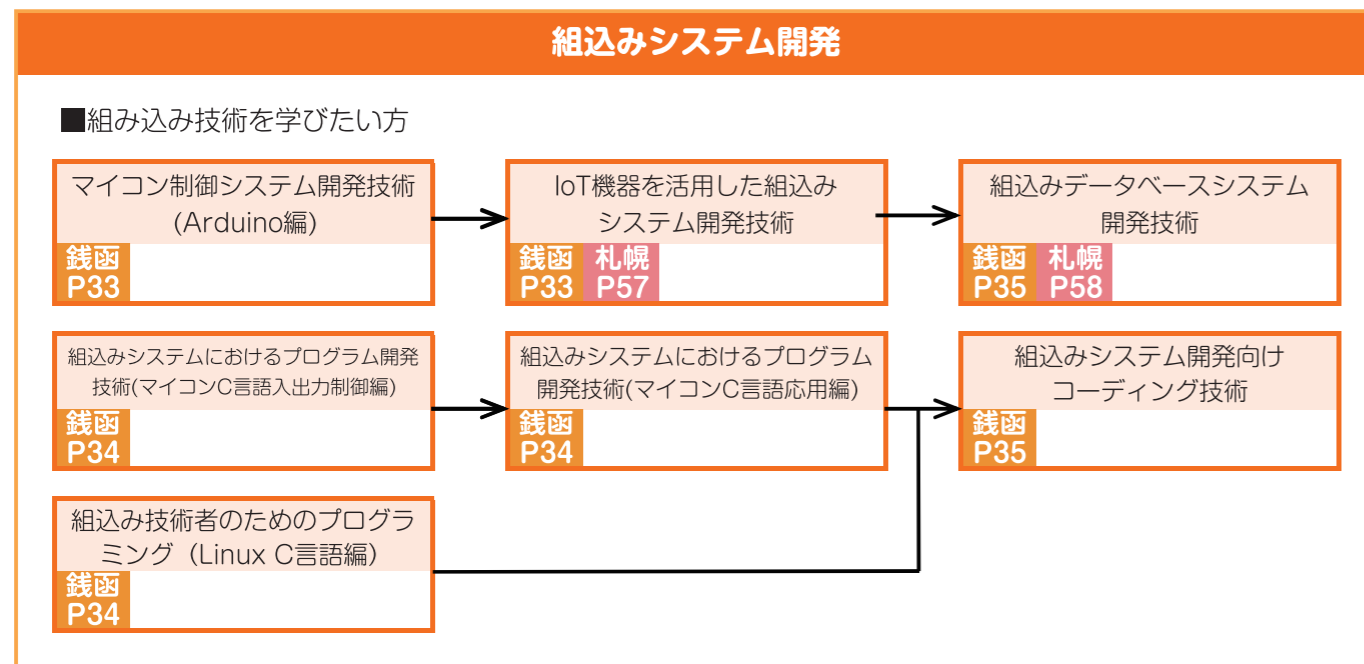 組込みシステム開発
■組み込み技術を学びたい方
マイコン制御システム開発技術
(Arduino編)
銭函
P33
IoT機器を活用した組込み
システム開発技術
銭函 札幌
P33 P57
組込みデータベースシステム
開発技術
銭函 札幌
P35 P58
組込みシステムにおけるプログラム開発
技術(マイコンC言語入出力制御編)
銭函
P34
組込みシステムにおけるプログラム
開発技術(マイコンC言語応用編)
銭函
P34
組込みシステム開発向け
コーディング技術
銭函
P35
組込み技術者のためのプログラ
ミング（Linux C言語編）
銭函
P34